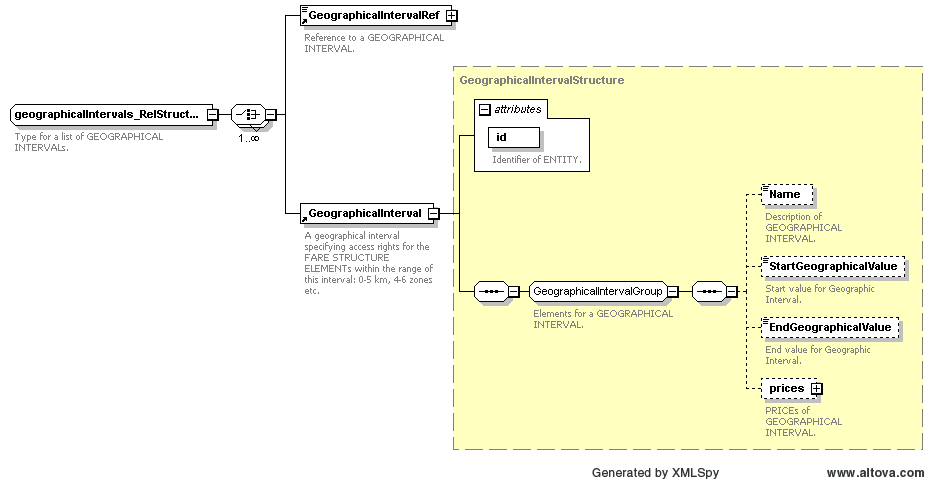 GeographicalIntervalRef
Reference to a GEOGRAPHICAL
INTERVAL.
GeographicalIntervalStructure
attributes
geographicalIntervals_RelStruct...
1..∞
Type for a list of GEOGRAPHICAL
INTERVALs.
id
Identifier of ENTITY.
GeographicalInterval
A geographical interval
specifying access rights for the
FARE STRUCTURE
ELEMENTs within the range of
this interval: 0-5 km, 4-6 zones
etc.
GeographicalIntervalGroup
Elements for a GEOGRAPHICAL
INTERVAL.
Name
Description of
GEOGRAPHICAL
INTERVAL.
StartGeographicalValue
Start value for Geographic
Interval.
EndGeographicalValue
End value for Geographic
Interval.
prices
PRICEs of
GEOGRAPHICAL
INTERVAL.
Generated by XMLSpy
www.altova.com